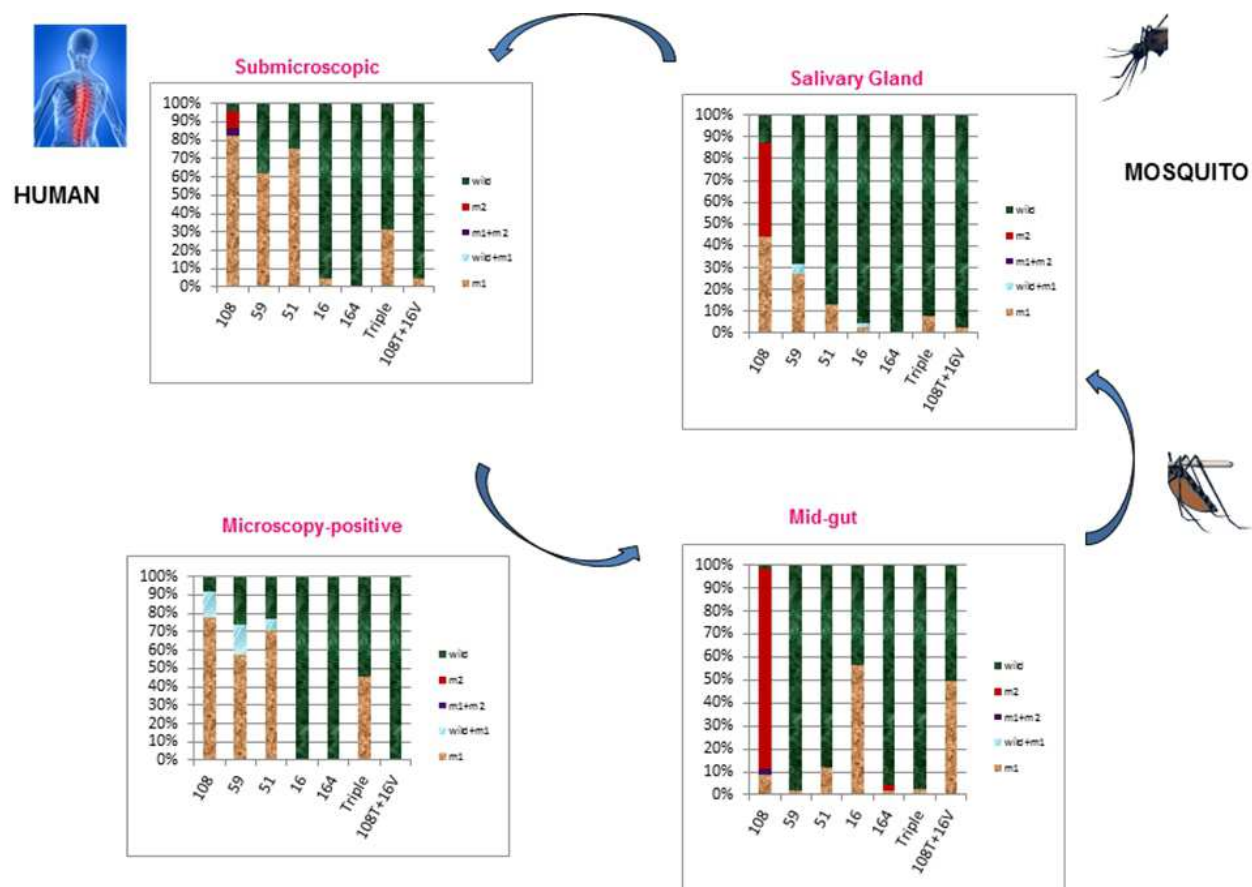 HUMAN
Submicroscopic
100%
90%
80%
70%
60%
50%
40%
30%
20%
10%
0%
108
59
51
16
164
Triple
108T+16V
wild
m2
m1+m2
wild+m1
m1
Salivary Gland
100%
90%
80%
70%
60%
50%
40%
30%
20%
10%
0%
108
59
51
16
164
Triple
108T+16V
wild
m2
m1+m2
wild+m1
m1
MOSQUITO
Microscopy-positive
100%
90%
80%
70%
60%
50%
40%
30%
20%
10%
0%
108
59
51
16
164
Triple
108T+16V
wild
m2
m1+m2
wild+m1
m1
Mid-gut
100%
90%
80%
70%
60%
50%
40%
30%
20%
10%
0%
108
59
51
16
164
Triple
108T+16V
wild
m2
m1+m2
wild+m1
m1